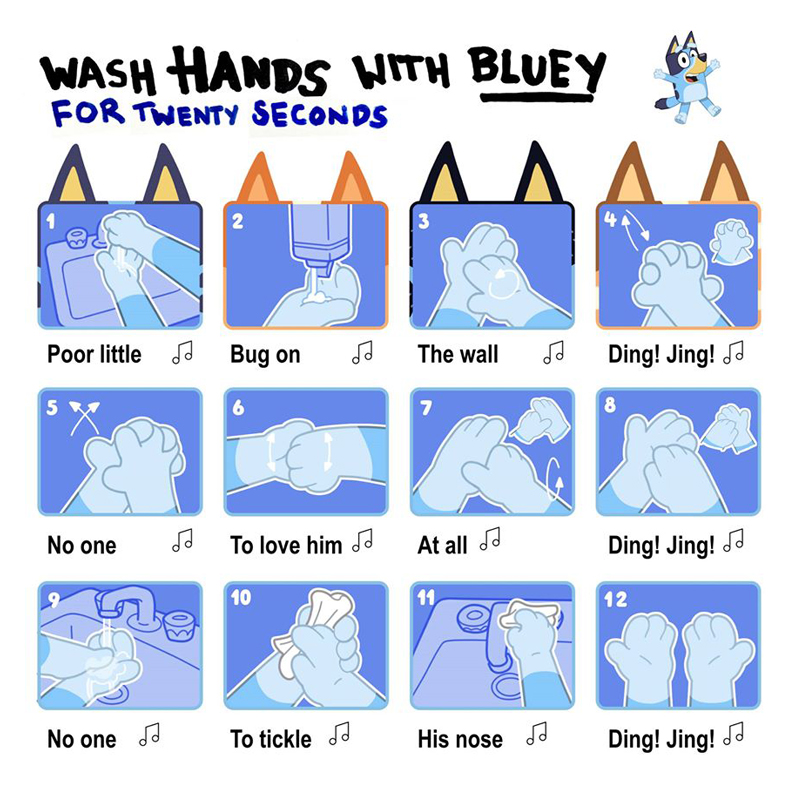 WASH HANDS WITH BLUEY
FOR TWENTY SECONDS
1 2 3 4
Poor little Bug on The wall Ding! Jing!
5 6 7 8
No one To love him At all Ding! Jing!
9 10 11 12
No one To tickle His nose Ding! Jing!